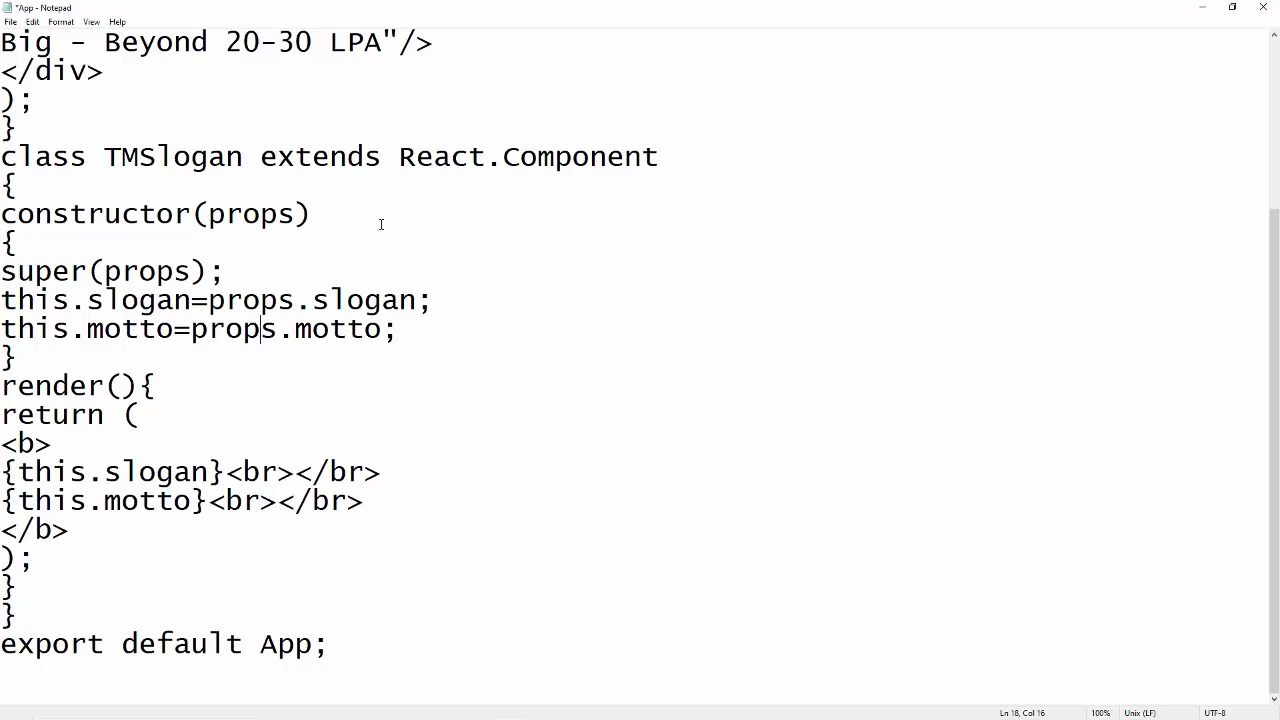 *App - Notepad
File Edit Format View Help
Big - Beyond 20-30 LPA"/>
</div>
);
}
class TMSlogan extends React.Component
{
constructor(props)
{
super(props);
this.slogan=props.slogan;
this.motto=props.motto;
}
render(){
return (
<b>
{this.slogan}<br></br>
{this.motto}<br></br>
</b>
);
}
}
export default App;
Ln 18, Col 16 100% Unix (LF) UTF-8